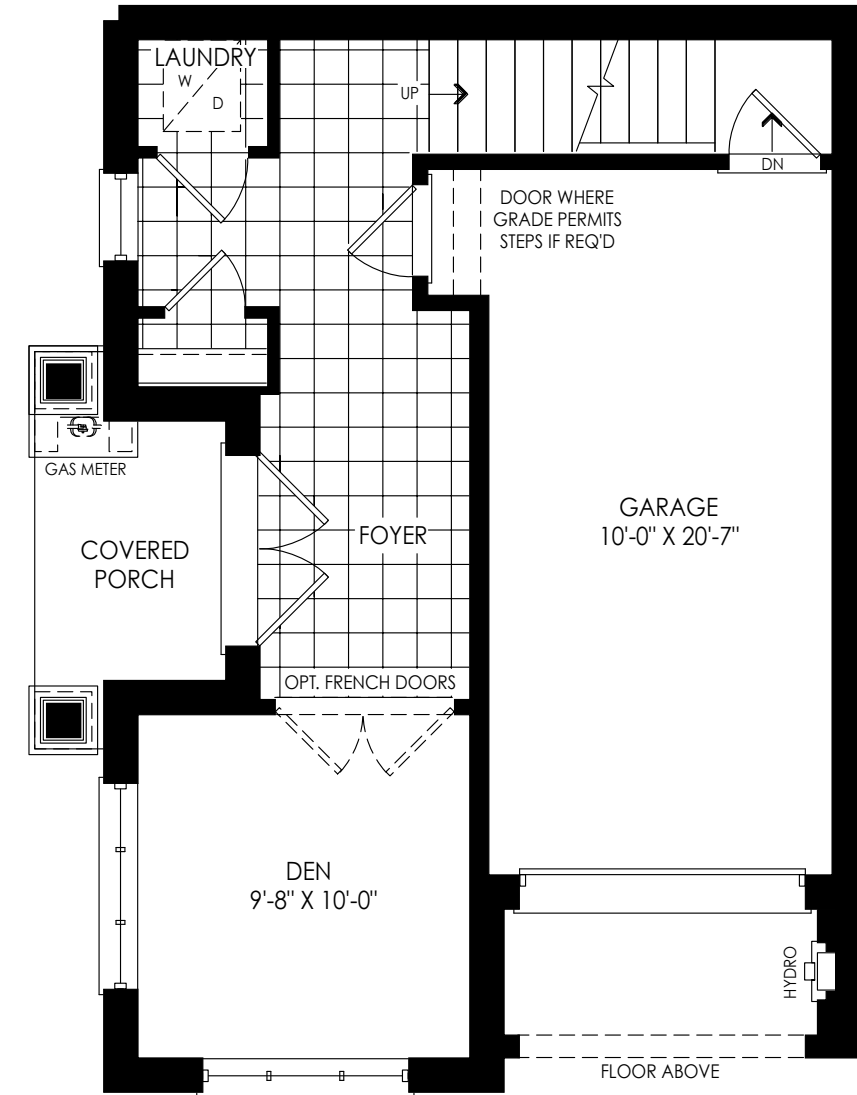 LAUNDRY
W
D
UP
DN
DOOR WHERE
GRADE PERMITS
STEPS IF REQ'D
GAS METER
COVERED
PORCH
FOYER
GARAGE
10'-0" X 20'-7"
OPT. FRENCH DOORS
DEN
9'-8" X 10'-0"
HYDRO
FLOOR ABOVE